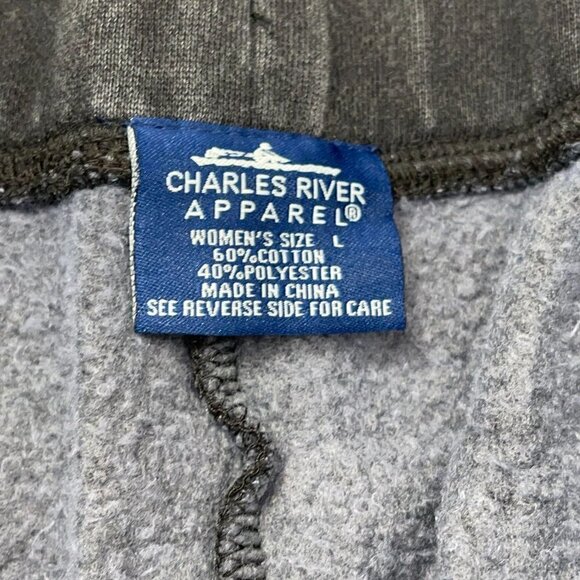 CHARLES RIVER
APPAREL®
WOMEN'S SIZE L
60%COTTON
40%POLYESTER
MADE IN CHINA
SEE REVERSE SIDE FOR CARE